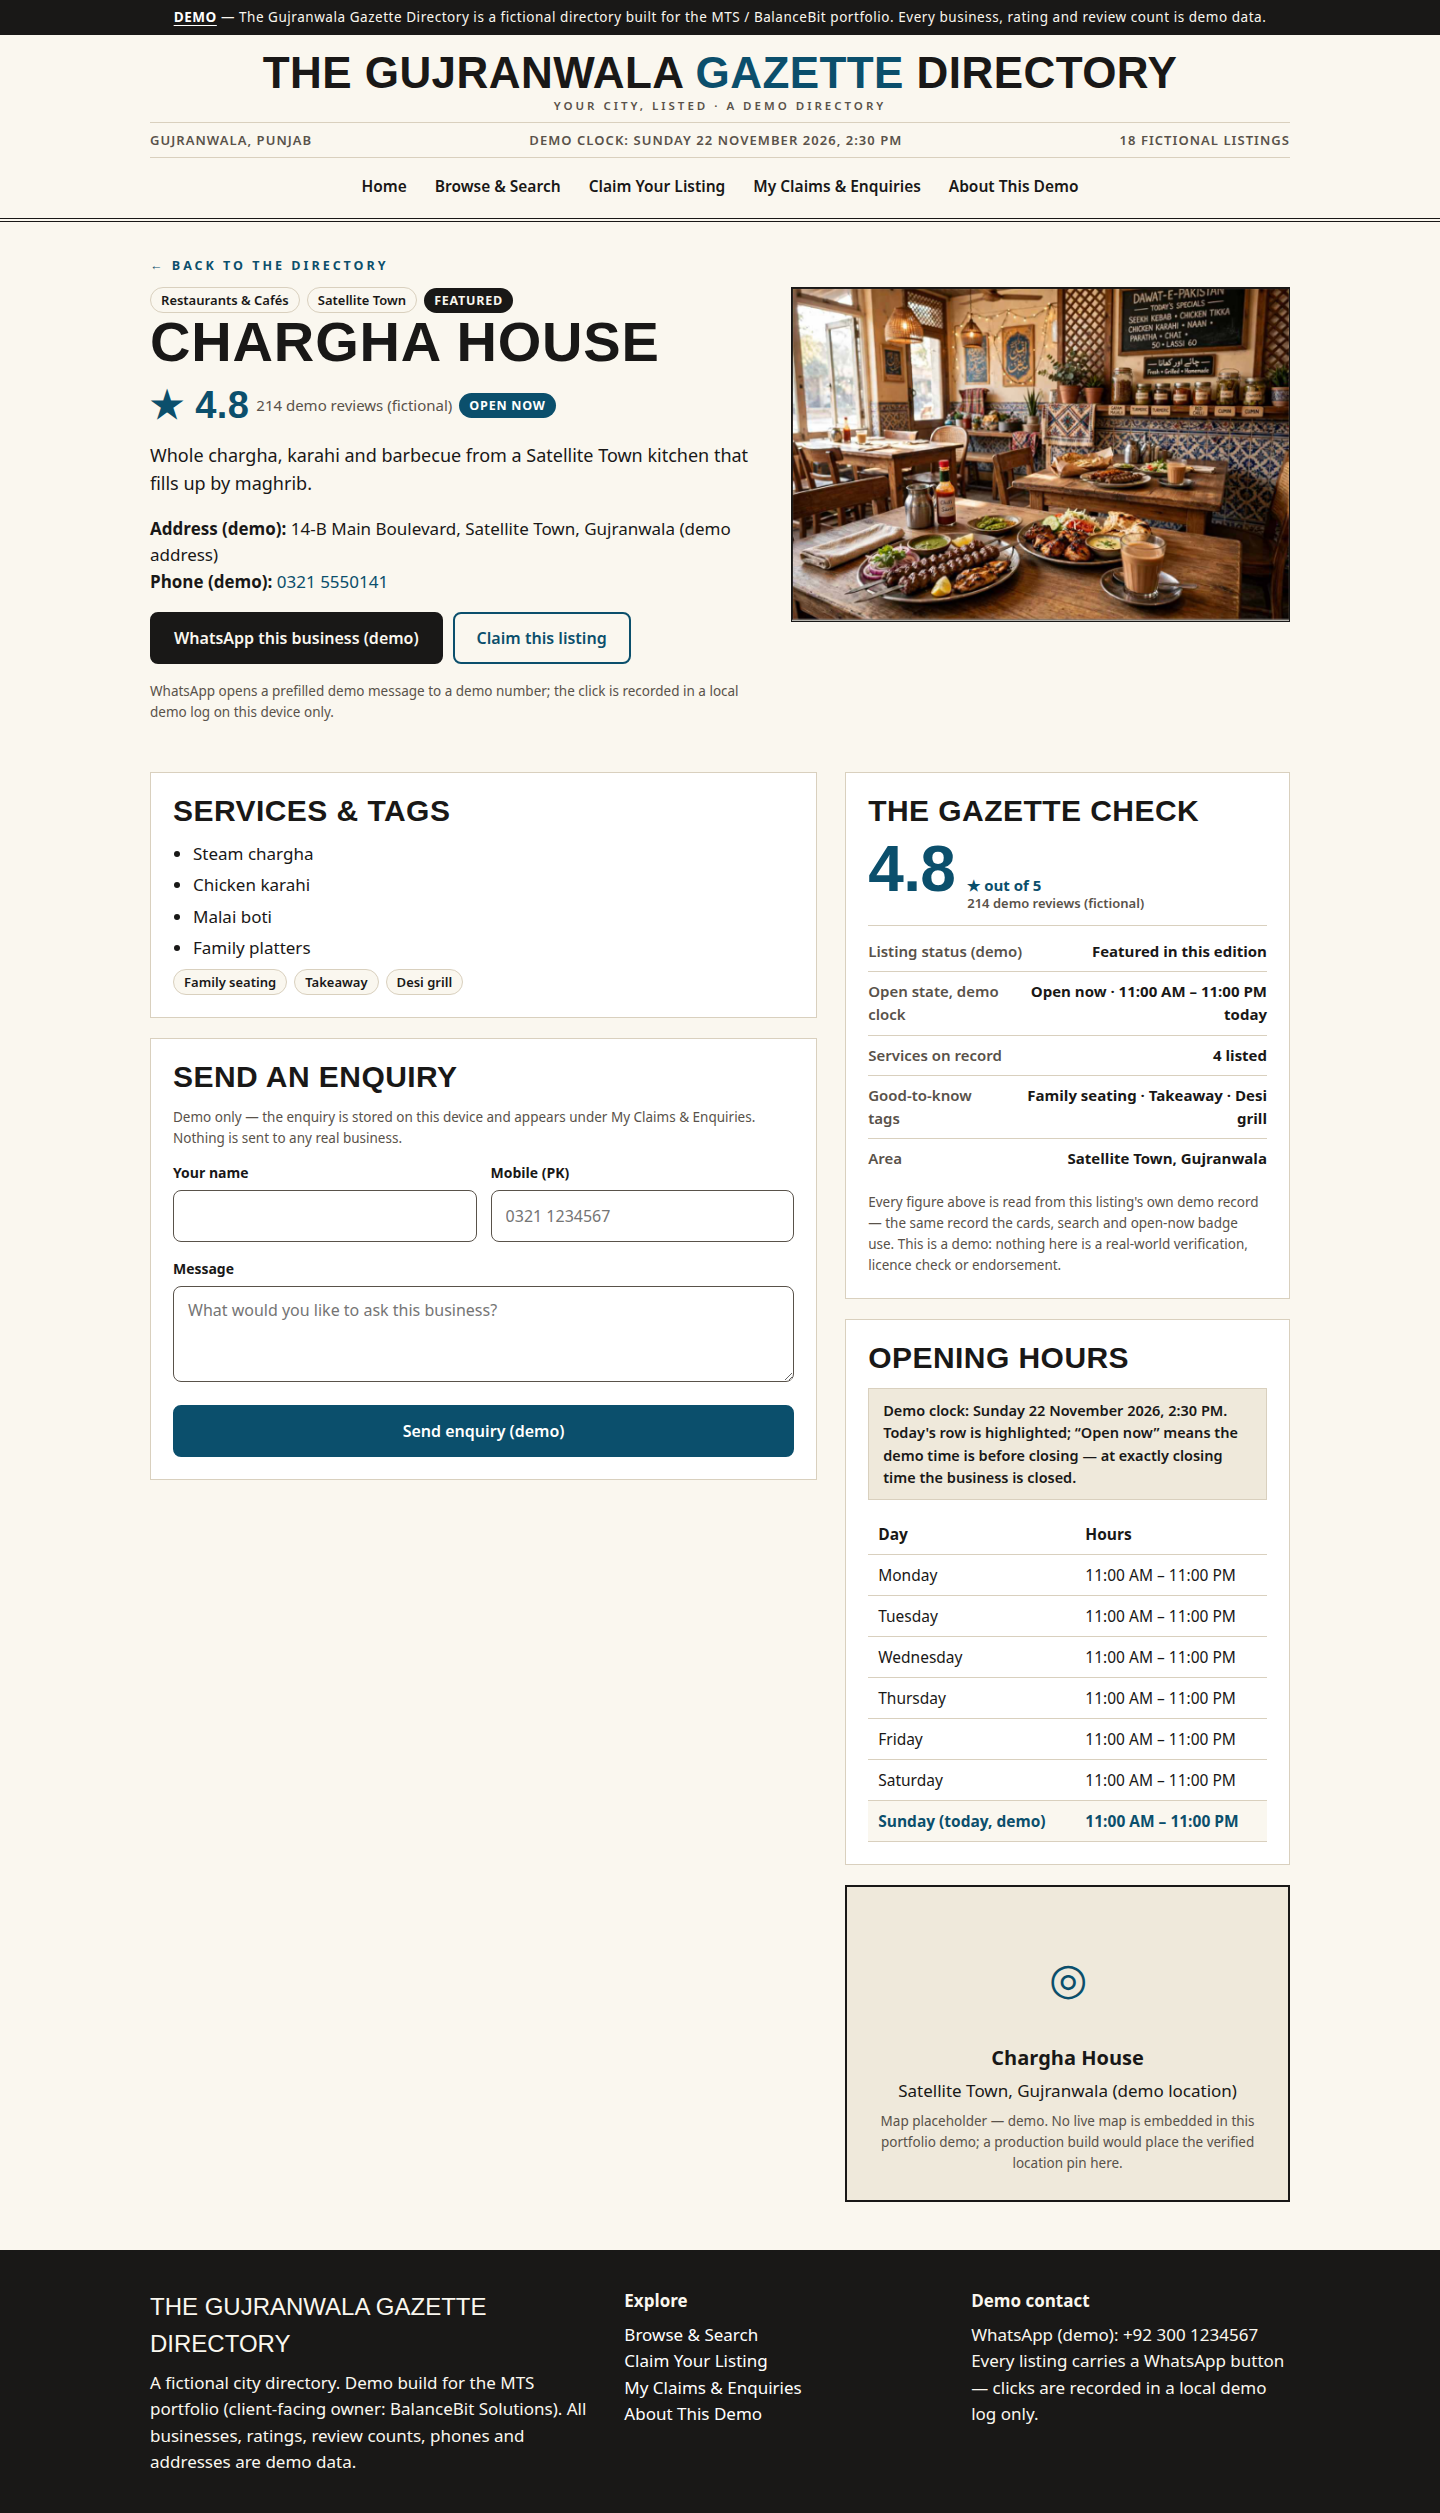 DEMO — The Gujranwala Gazette Directory is a fictional directory built for the MTS / BalanceBit portfolio. Every business, rating and review count is demo data.
THE GUJRANWALA GAZETTE DIRECTORY
YOUR CITY, LISTED · A DEMO DIRECTORY
GUJRANWALA, PUNJAB
DEMO CLOCK: SUNDAY 22 NOVEMBER 2026, 2:30 PM
18 FICTIONAL LISTINGS
Home
Browse & Search
Claim Your Listing
My Claims & Enquiries
About This Demo
← BACK TO THE DIRECTORY
Restaurants & Cafés
Satellite Town
FEATURED
CHARGHA HOUSE
★ 4.8 214 demo reviews (fictional) OPEN NOW
Whole chargha, karahi and barbecue from a Satellite Town kitchen that
fills up by maghrib.
Address (demo): 14-B Main Boulevard, Satellite Town, Gujranwala (demo
address)
Phone (demo): 0321 5550141
WhatsApp this business (demo)
Claim this listing
WhatsApp opens a prefilled demo message to a demo number; the click is recorded in a local
demo log on this device only.
DAWAT-E-PAKISTAN
TODAY'S SPECIALS
SEEKH KEBAB • CHICKEN TIKKA
CHICKEN KARAHI • NAAN •
PARATHA • CHAI •
50 • LASSI 60
چائے اور کھانا
Fresh • Grilled • Homemade
SERVICES & TAGS
• Steam chargha
• Chicken karahi
• Malai boti
• Family platters
Family seating
Takeaway
Desi grill
SEND AN ENQUIRY
Demo only — the enquiry is stored on this device and appears under My Claims & Enquiries.
Nothing is sent to any real business.
Your name
Mobile (PK)
0321 1234567
Message
What would you like to ask this business?
Send enquiry (demo)
THE GAZETTE CHECK
4.8
★ out of 5
214 demo reviews (fictional)
Listing status (demo) Featured in this edition
Open state, demo Open now · 11:00 AM – 11:00 PM
clock today
Services on record 4 listed
Good-to-know Family seating · Takeaway · Desi
tags grill
Area Satellite Town, Gujranwala
Every figure above is read from this listing's own demo record
— the same record the cards, search and open-now badge
use. This is a demo: nothing here is a real-world verification,
licence check or endorsement.
OPENING HOURS
Demo clock: Sunday 22 November 2026, 2:30 PM.
Today's row is highlighted; “Open now” means the
demo time is before closing — at exactly closing
time the business is closed.
Day Hours
Monday 11:00 AM – 11:00 PM
Tuesday 11:00 AM – 11:00 PM
Wednesday 11:00 AM – 11:00 PM
Thursday 11:00 AM – 11:00 PM
Friday 11:00 AM – 11:00 PM
Saturday 11:00 AM – 11:00 PM
Sunday (today, demo) 11:00 AM – 11:00 PM
Chargha House
Satellite Town, Gujranwala (demo location)
Map placeholder — demo. No live map is embedded in this
portfolio demo; a production build would place the verified
location pin here.
THE GUJRANWALA GAZETTE
DIRECTORY
A fictional city directory. Demo build for the MTS
portfolio (client-facing owner: BalanceBit Solutions). All
businesses, ratings, review counts, phones and
addresses are demo data.
Explore
Browse & Search
Claim Your Listing
My Claims & Enquiries
About This Demo
Demo contact
WhatsApp (demo): +92 300 1234567
Every listing carries a WhatsApp button
— clicks are recorded in a local demo
log only.